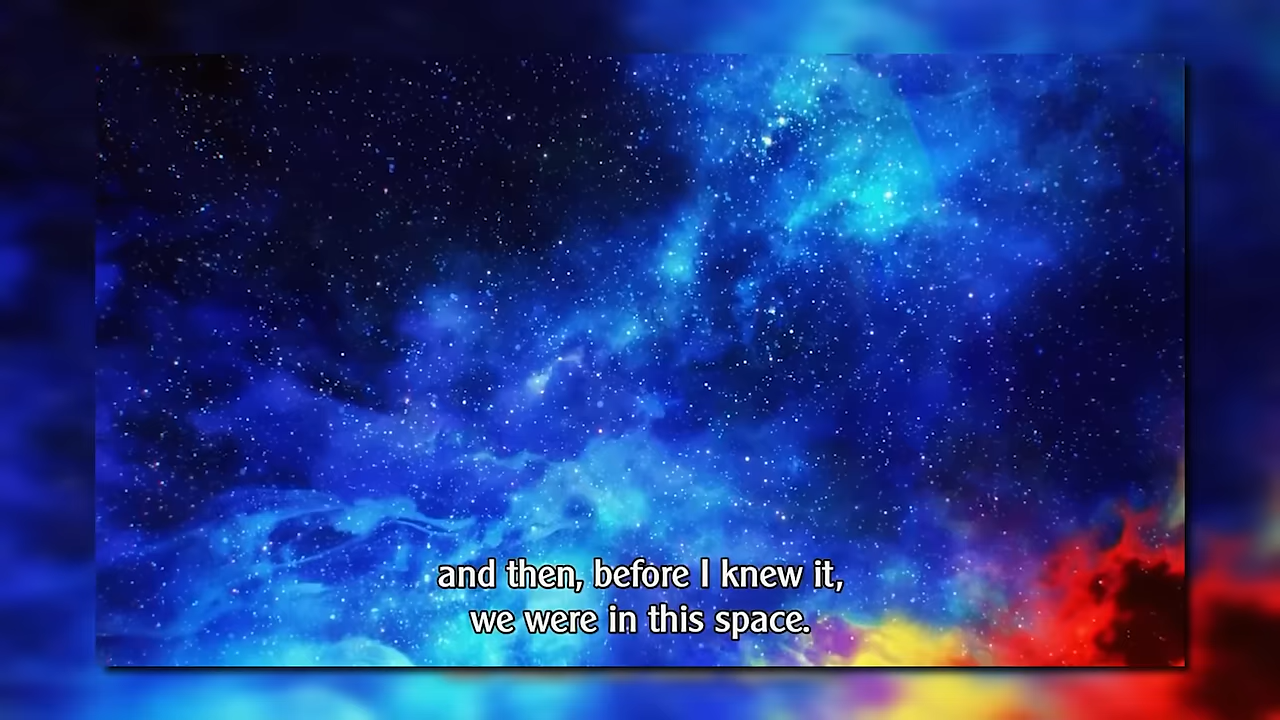 and then, before I knew it,
we were in this space.